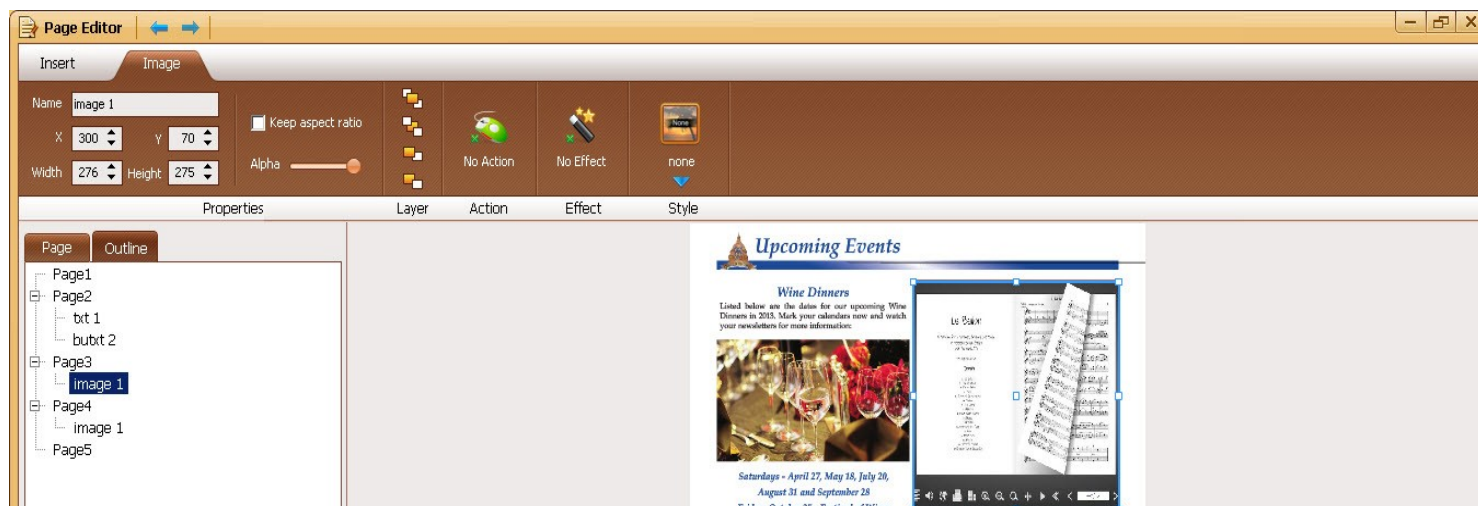 Page Editor
Insert Image
Name image 1
X 300 Y 70
Width 276 Height 275
Keep aspect ratio
Alpha
No Action
No Effect
None
none
Properties Layer Action Effect Style
Page Outline
Page1
Page2
txt 1
butxt 2
Page3
image 1
Page4
image 1
Page5
Upcoming Events
Wine Dinners
Listed below are the dates for our upcoming Wine
Dinners in 2013. Mark your calendars now and watch
your newsletters for more information:
Saturdays - April 27, May 18, July 20,
August 31 and September 28